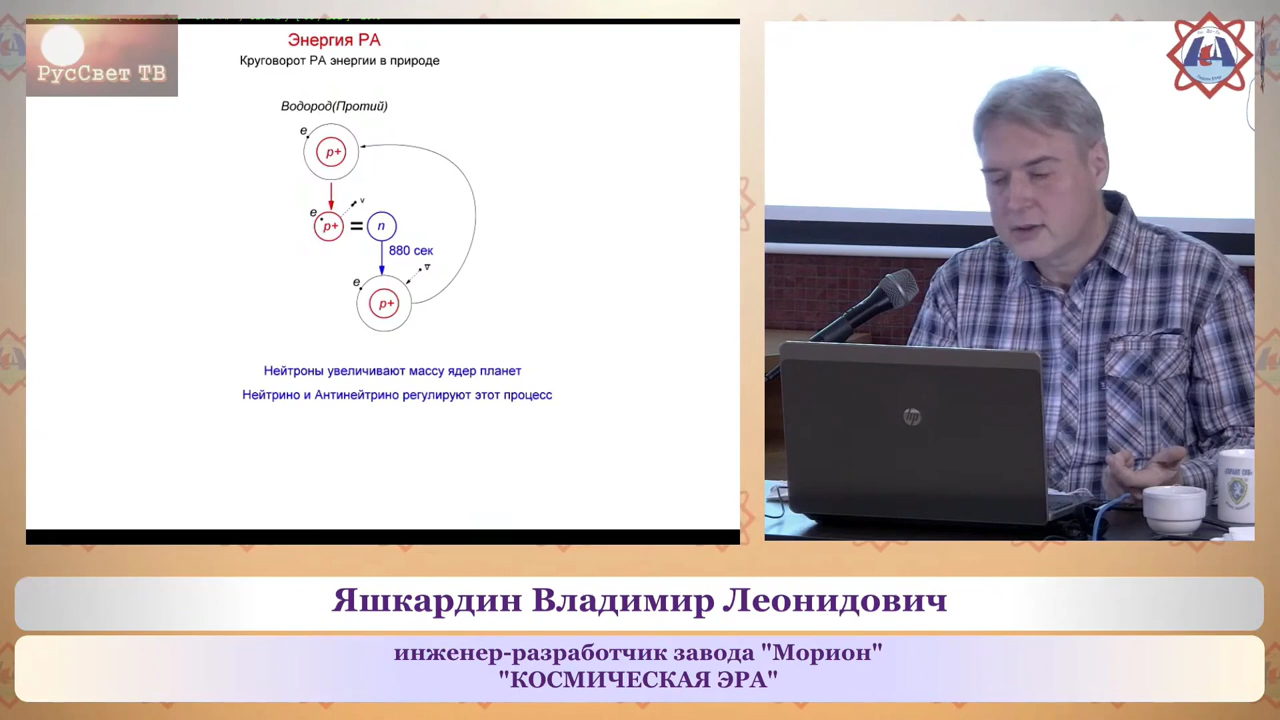 РусСвет ТВ
Энергия РА
Круговорот РА энергии в природе
Водород(Протий)
e
p+
e
p+
ν
=
n
880 сек
e
p+
ν̅
Нейтроны увеличивают массу ядер планет
Нейтрино и Антинейтрино регулируют этот процесс
hp
Яшкардин Владимир Леонидович
инженер-разработчик завода "Морион"
"КОСМИЧЕСКАЯ ЭРА"